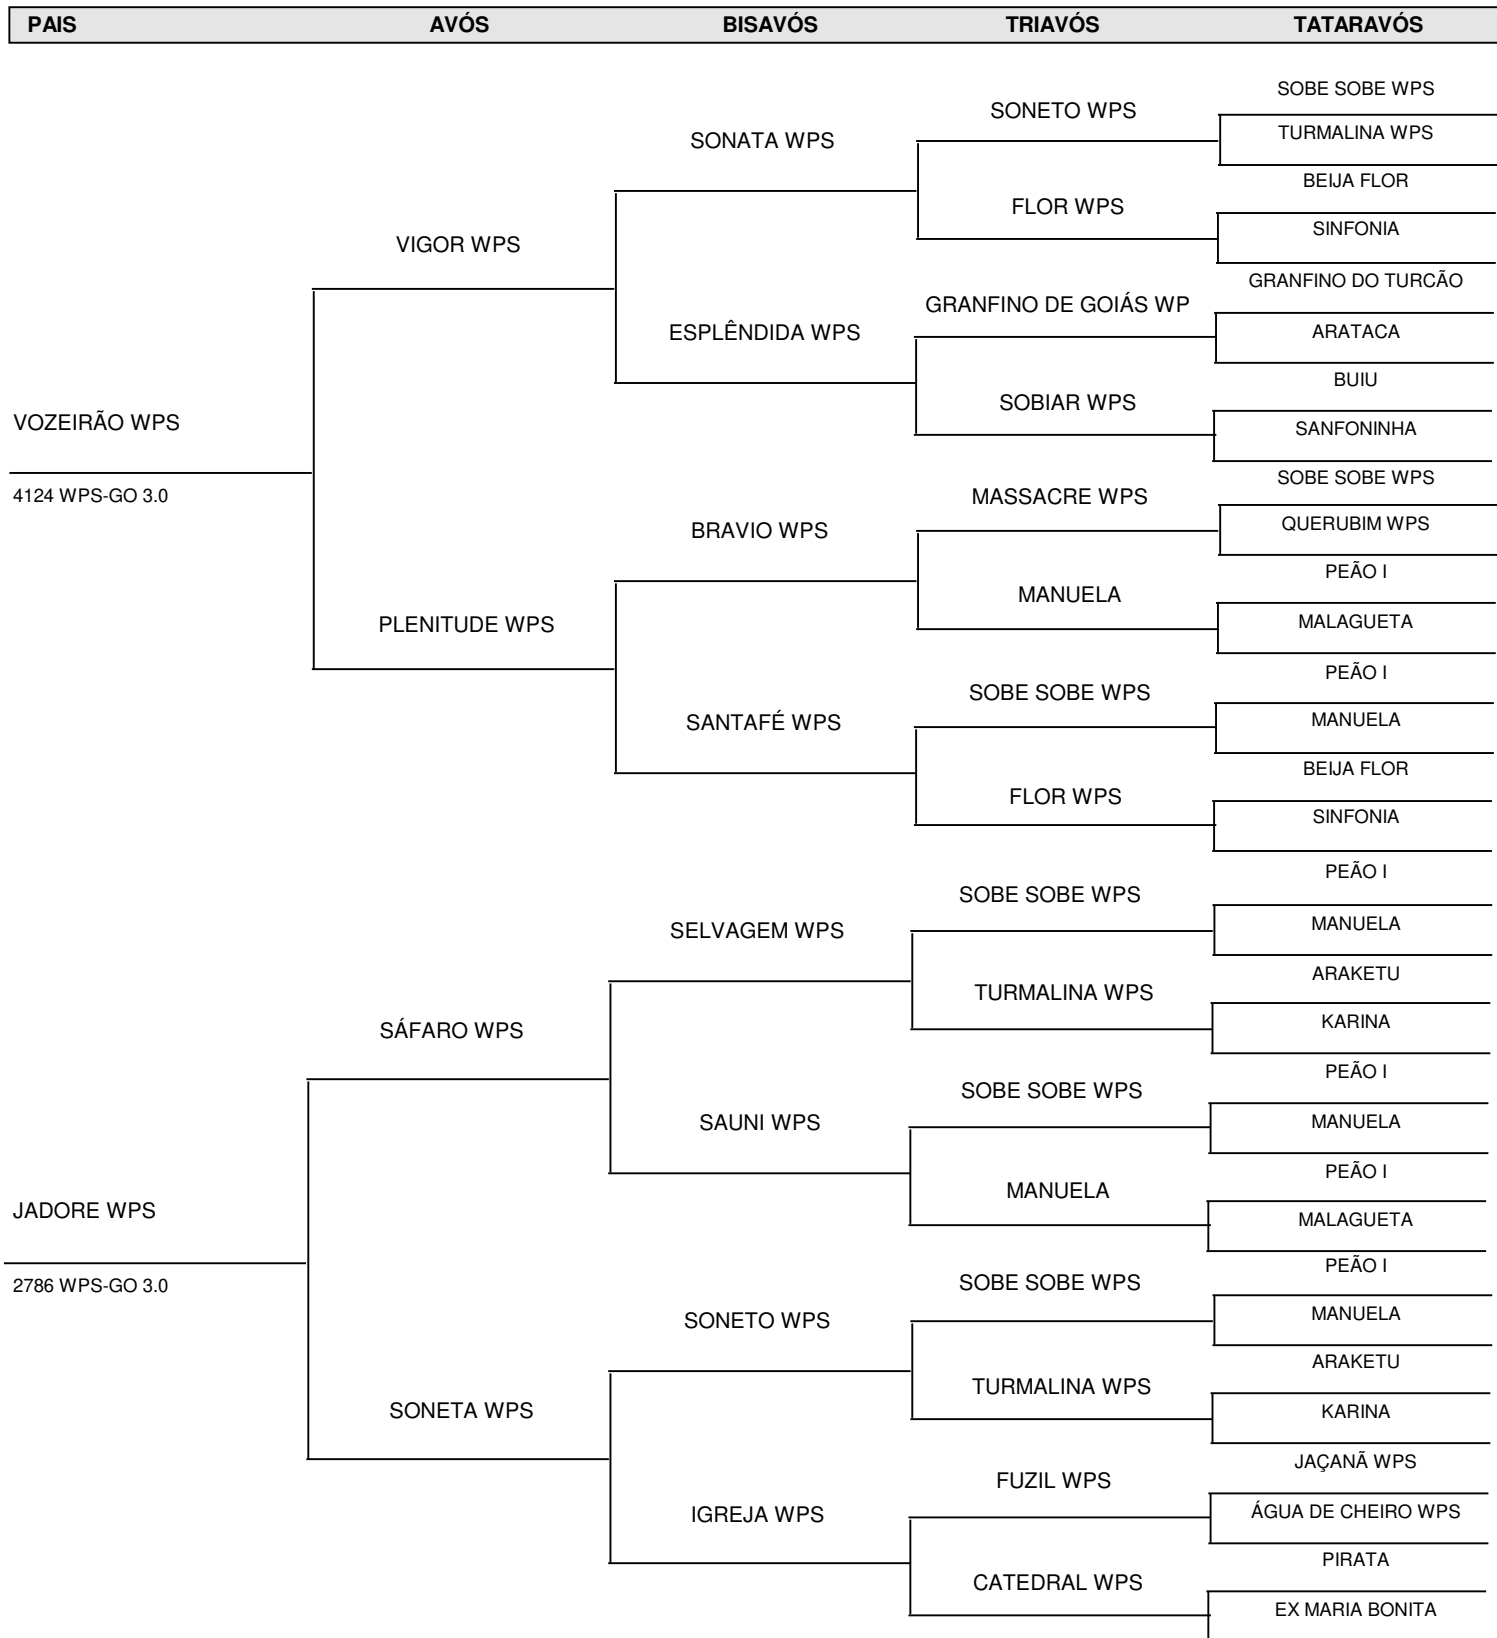 PAIS AVÓS BISAVÓS TRIAVÓS TATARAVÓS
SOBE SOBE WPS
SONETO WPS
TURMALINA WPS
SONATA WPS
BEIJA FLOR
FLOR WPS
SINFONIA
VIGOR WPS
GRANFINO DO TURCÃO
GRANFINO DE GOIÁS WP
ARATACA
ESPLÊNDIDA WPS
BUIU
SOBIAR WPS
SANFONINHA
VOZEIRÃO WPS
SOBE SOBE WPS
4124 WPS-GO 3.0
MASSACRE WPS
QUERUBIM WPS
BRAVIO WPS
PEÃO I
MANUELA
MALAGUETA
PLENITUDE WPS
PEÃO I
SOBE SOBE WPS
MANUELA
SANTAFÉ WPS
BEIJA FLOR
FLOR WPS
SINFONIA
PEÃO I
SOBE SOBE WPS
MANUELA
SELVAGEM WPS
ARAKETU
TURMALINA WPS
KARINA
SÁFARO WPS
PEÃO I
SOBE SOBE WPS
MANUELA
SAUNI WPS
PEÃO I
MANUELA
MALAGUETA
JADORE WPS
PEÃO I
2786 WPS-GO 3.0
SOBE SOBE WPS
MANUELA
SONETO WPS
ARAKETU
TURMALINA WPS
KARINA
SONETA WPS
JAÇANÃ WPS
FUZIL WPS
ÁGUA DE CHEIRO WPS
IGREJA WPS
PIRATA
CATEDRAL WPS
EX MARIA BONITA